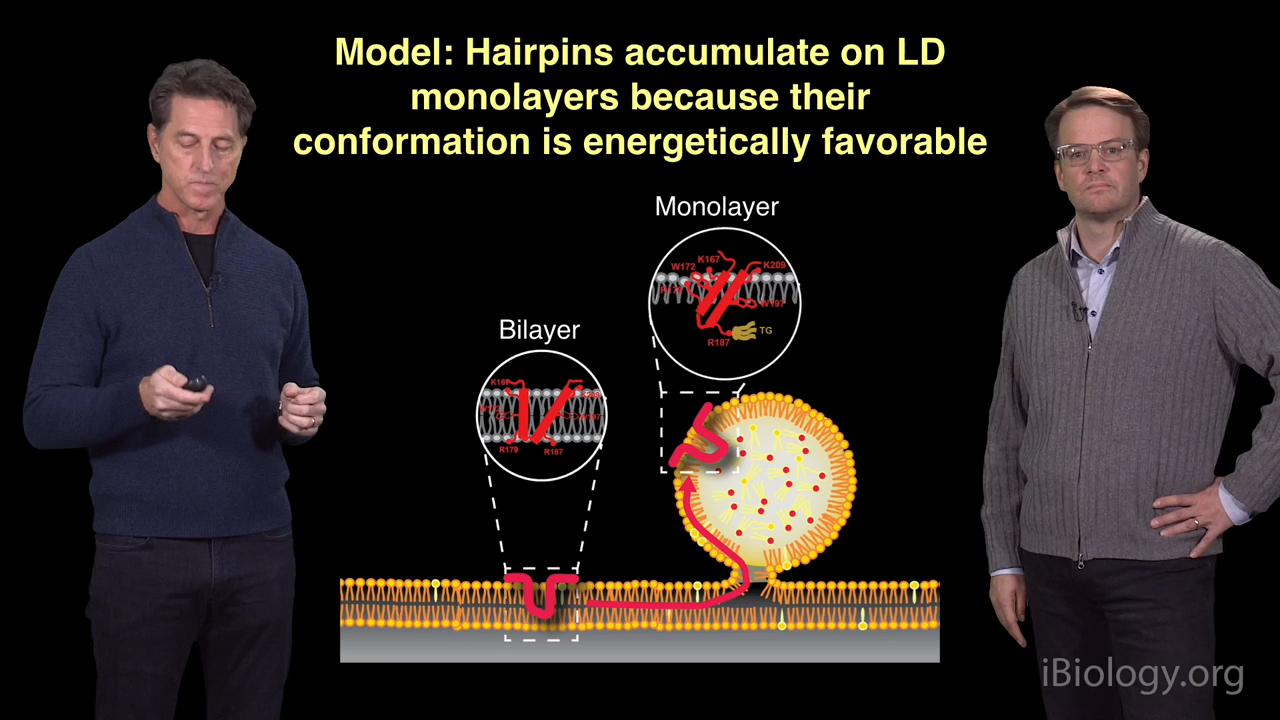 Model: Hairpins accumulate on LD
monolayers because their
conformation is energetically favorable
Monolayer
K167
W172
K209
W197
R187
TG
Bilayer
R179
R187
iBiology.org